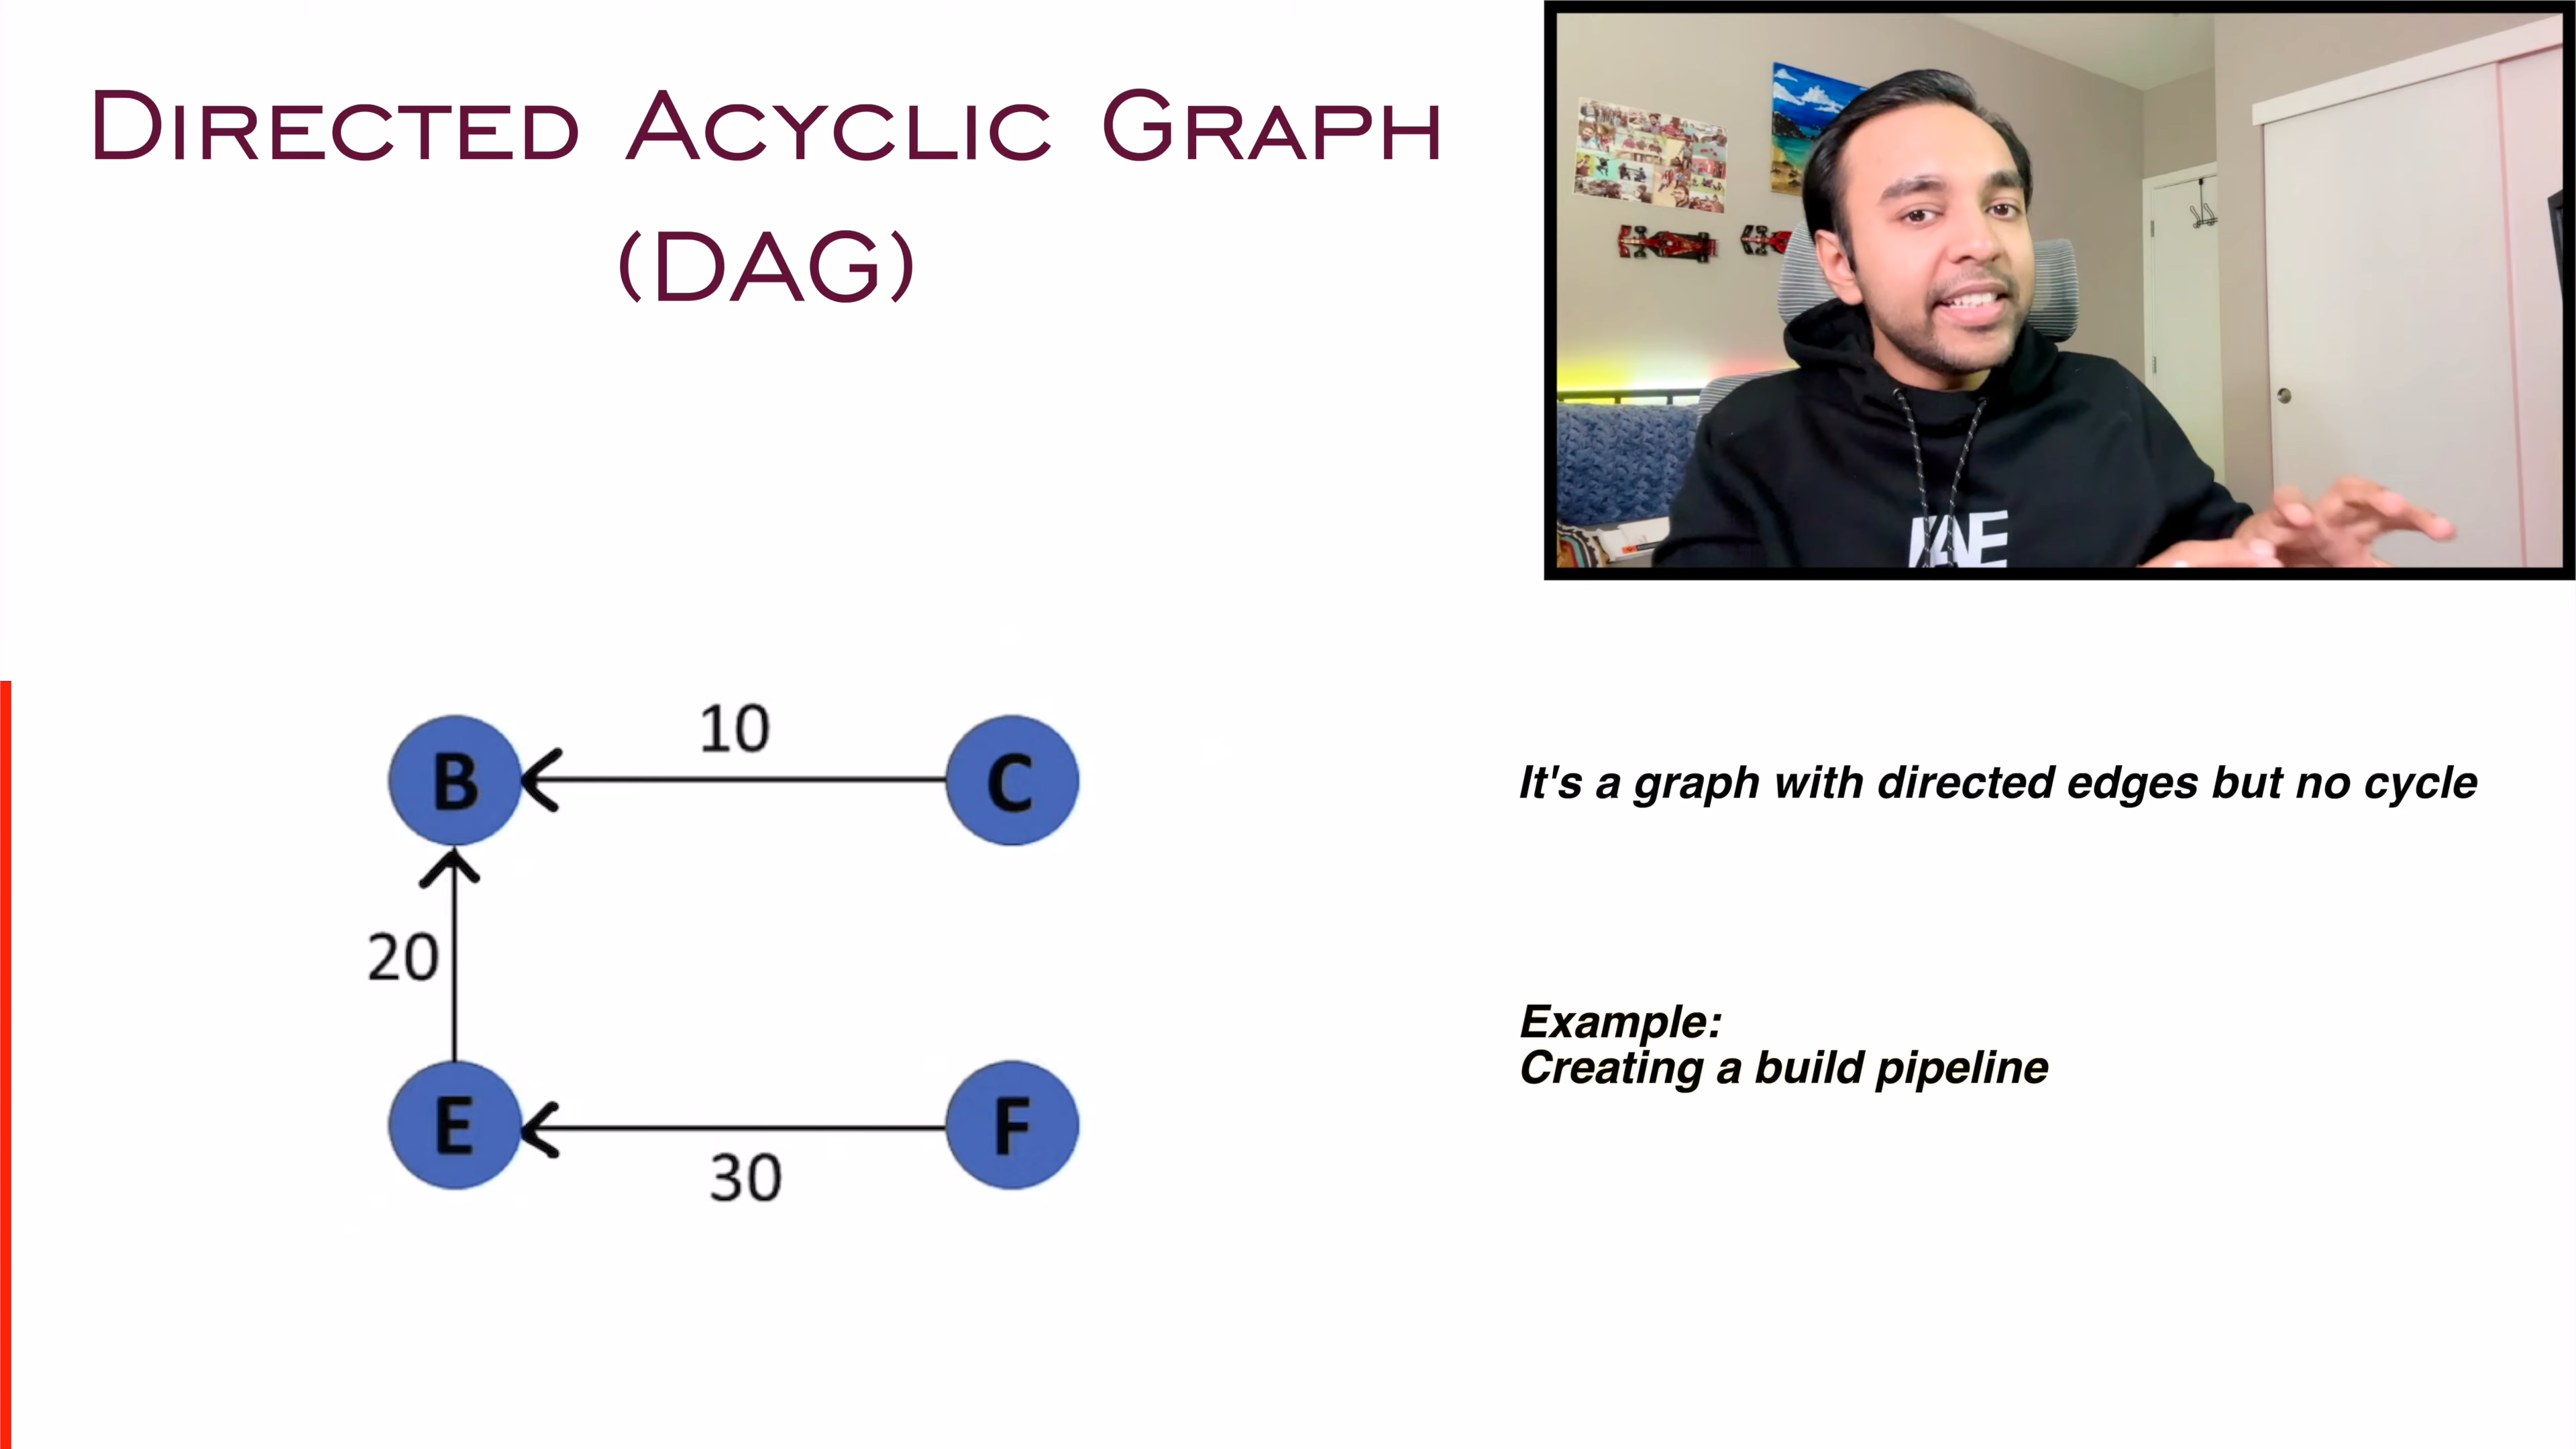 DIRECTED ACYCLIC GRAPH
(DAG)
10
B
C
It's a graph with directed edges but no cycle
20
Example:
Creating a build pipeline
E
F
30